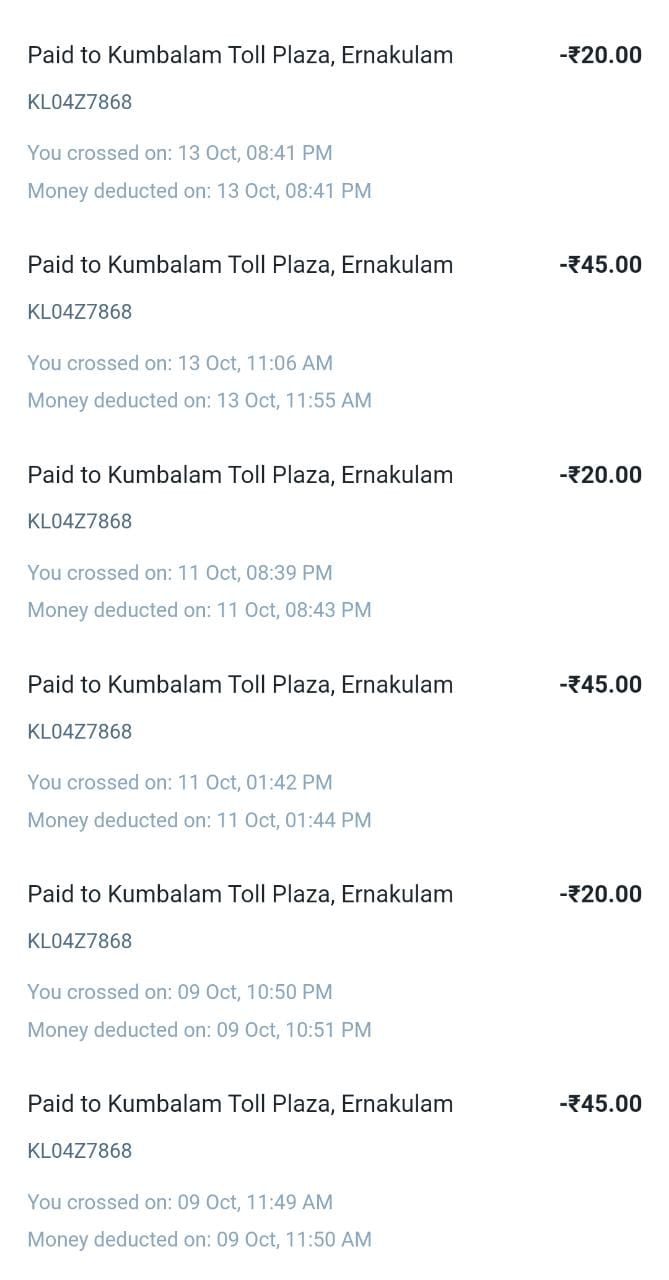 Paid to Kumbalam Toll Plaza, Ernakulam -₹20.00
KL04Z7868
You crossed on: 13 Oct, 08:41 PM
Money deducted on: 13 Oct, 08:41 PM
Paid to Kumbalam Toll Plaza, Ernakulam -₹45.00
KL04Z7868
You crossed on: 13 Oct, 11:06 AM
Money deducted on: 13 Oct, 11:55 AM
Paid to Kumbalam Toll Plaza, Ernakulam -₹20.00
KL04Z7868
You crossed on: 11 Oct, 08:39 PM
Money deducted on: 11 Oct, 08:43 PM
Paid to Kumbalam Toll Plaza, Ernakulam -₹45.00
KL04Z7868
You crossed on: 11 Oct, 01:42 PM
Money deducted on: 11 Oct, 01:44 PM
Paid to Kumbalam Toll Plaza, Ernakulam -₹20.00
KL04Z7868
You crossed on: 09 Oct, 10:50 PM
Money deducted on: 09 Oct, 10:51 PM
Paid to Kumbalam Toll Plaza, Ernakulam -₹45.00
KL04Z7868
You crossed on: 09 Oct, 11:49 AM
Money deducted on: 09 Oct, 11:50 AM